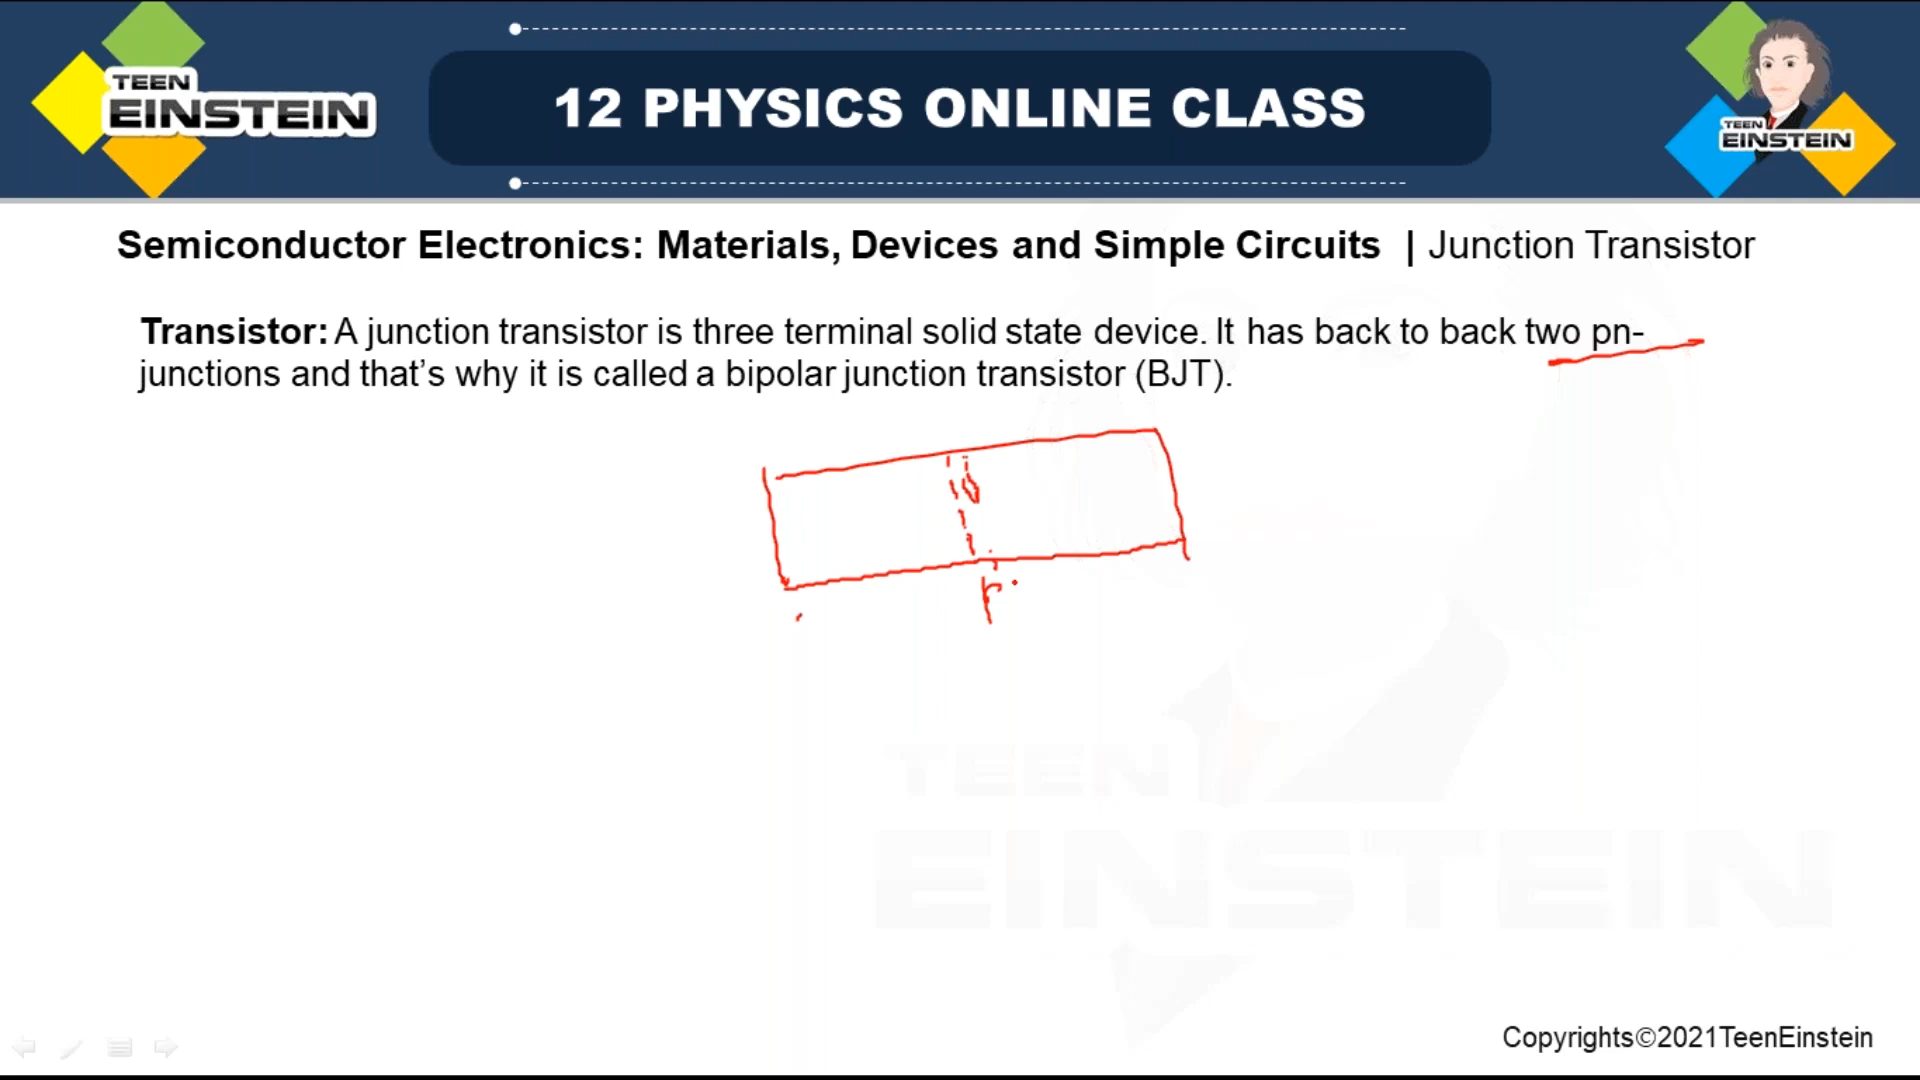 TEEN
EINSTEIN
12 PHYSICS ONLINE CLASS
TEEN
EINSTEIN
Semiconductor Electronics: Materials, Devices and Simple Circuits | Junction Transistor
Transistor: A junction transistor is three terminal solid state device. It has back to back two pn-
junctions and that’s why it is called a bipolar junction transistor (BJT).
TEEN
EINSTEIN
Copyrights©2021TeenEinstein